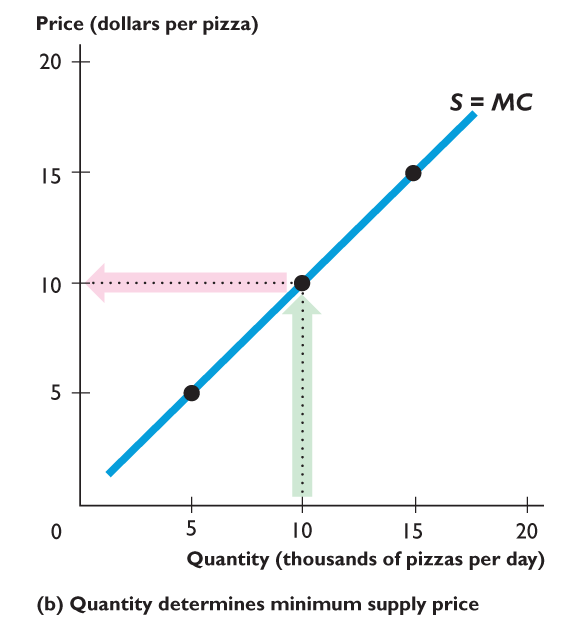 Price (dollars per pizza)
20
S = MC
15
10
5
0
5 10 15 20
Quantity (thousands of pizzas per day)
(b) Quantity determines minimum supply price